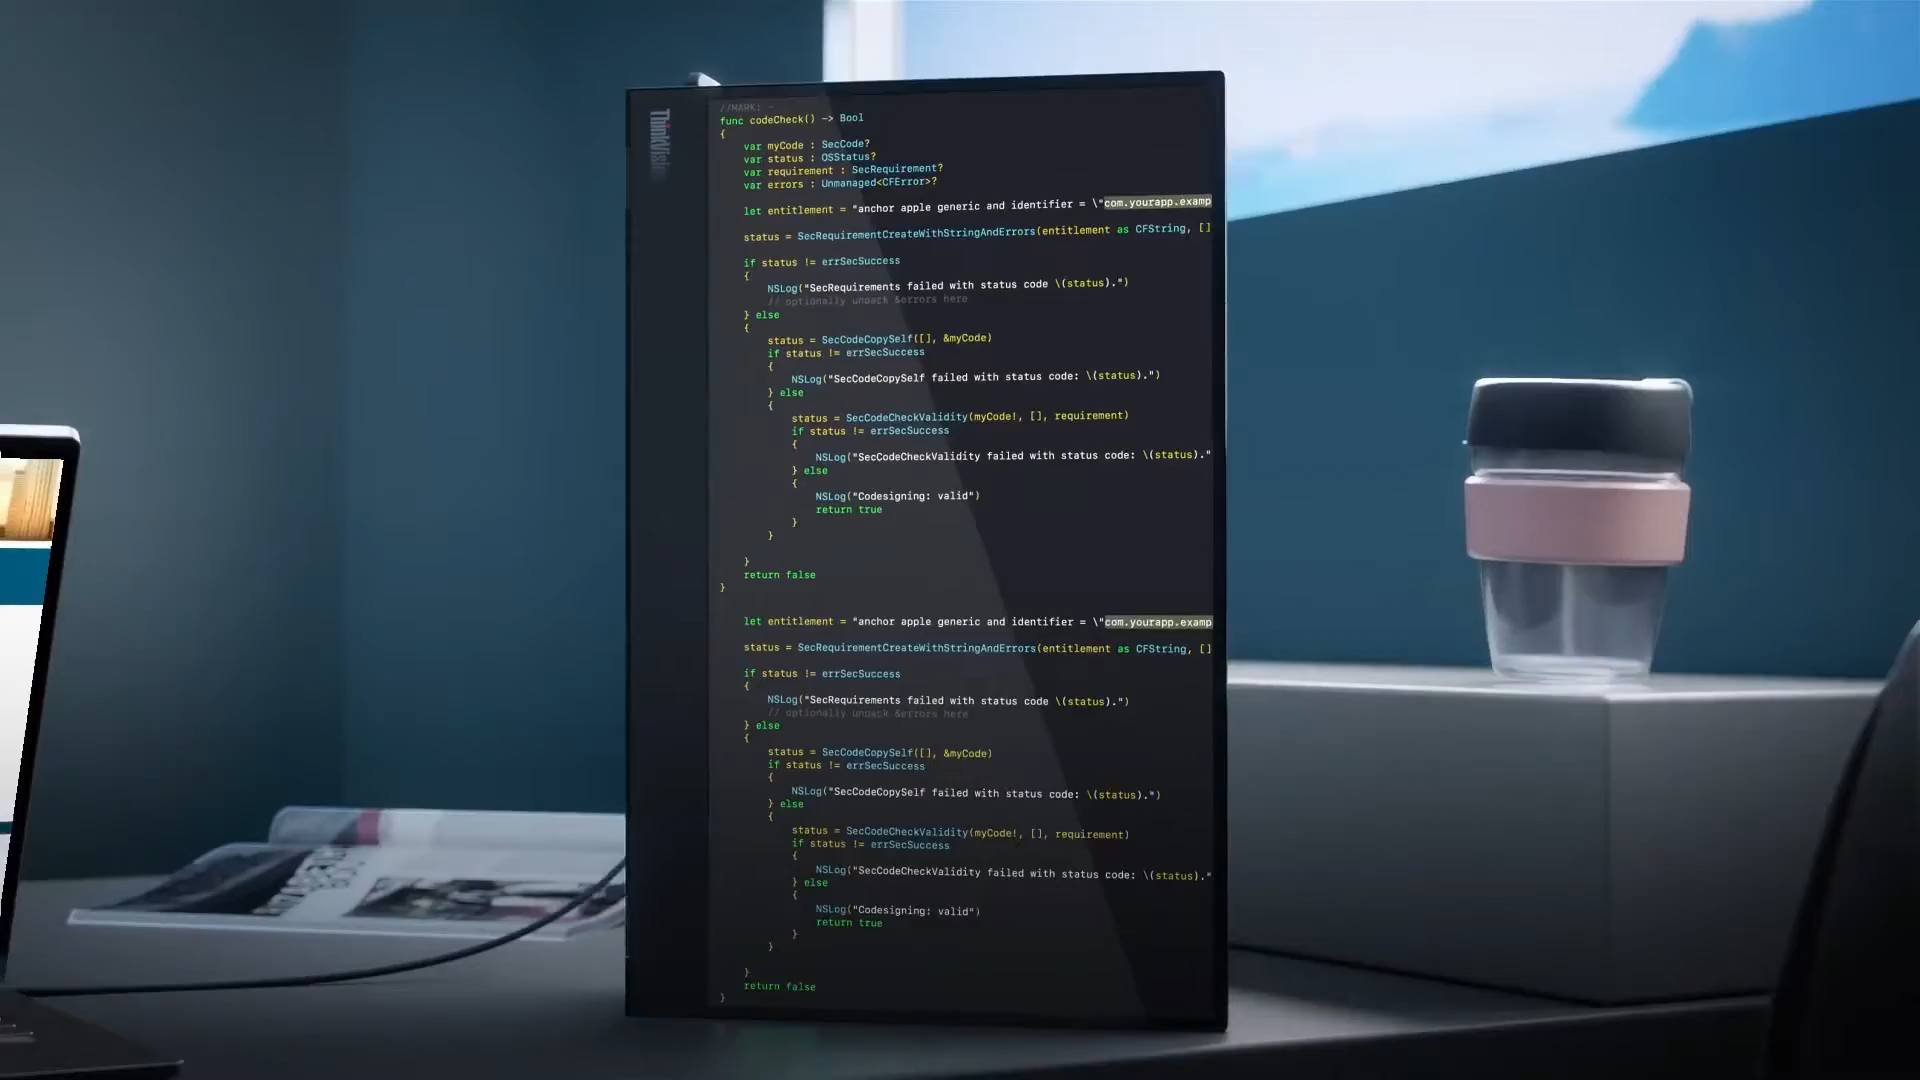 ThinkVision
//MARK: -
func codeCheck() -> Bool
{
var myCode : SecCode?
var status : OSStatus?
var requirement : SecRequirement?
var errors : Unmanaged<CFError>?
let entitlement = "anchor apple generic and identifier = \"com.yourapp.examp
status = SecRequirementCreateWithStringAndErrors(entitlement as CFString, []
if status != errSecSuccess
{
NSLog("SecRequirements failed with status code \(status).")
// optionally unpack &errors here
} else
{
status = SecCodeCopySelf([], &myCode)
if status != errSecSuccess
{
NSLog("SecCodeCopySelf failed with status code: \(status).")
} else
{
status = SecCodeCheckValidity(myCode!, [], requirement)
if status != errSecSuccess
{
NSLog("SecCodeCheckValidity failed with status code: \(status)."
} else
{
NSLog("Codesigning: valid")
return true
}
}
}
return false
}
let entitlement = "anchor apple generic and identifier = \"com.yourapp.examp
status = SecRequirementCreateWithStringAndErrors(entitlement as CFString, []
if status != errSecSuccess
{
NSLog("SecRequirements failed with status code \(status).")
// optionally unpack &errors here
} else
{
status = SecCodeCopySelf([], &myCode)
if status != errSecSuccess
{
NSLog("SecCodeCopySelf failed with status code: \(status).")
} else
{
status = SecCodeCheckValidity(myCode!, [], requirement)
if status != errSecSuccess
{
NSLog("SecCodeCheckValidity failed with status code: \(status)."
} else
{
NSLog("Codesigning: valid")
return true
}
}
}
return false
}